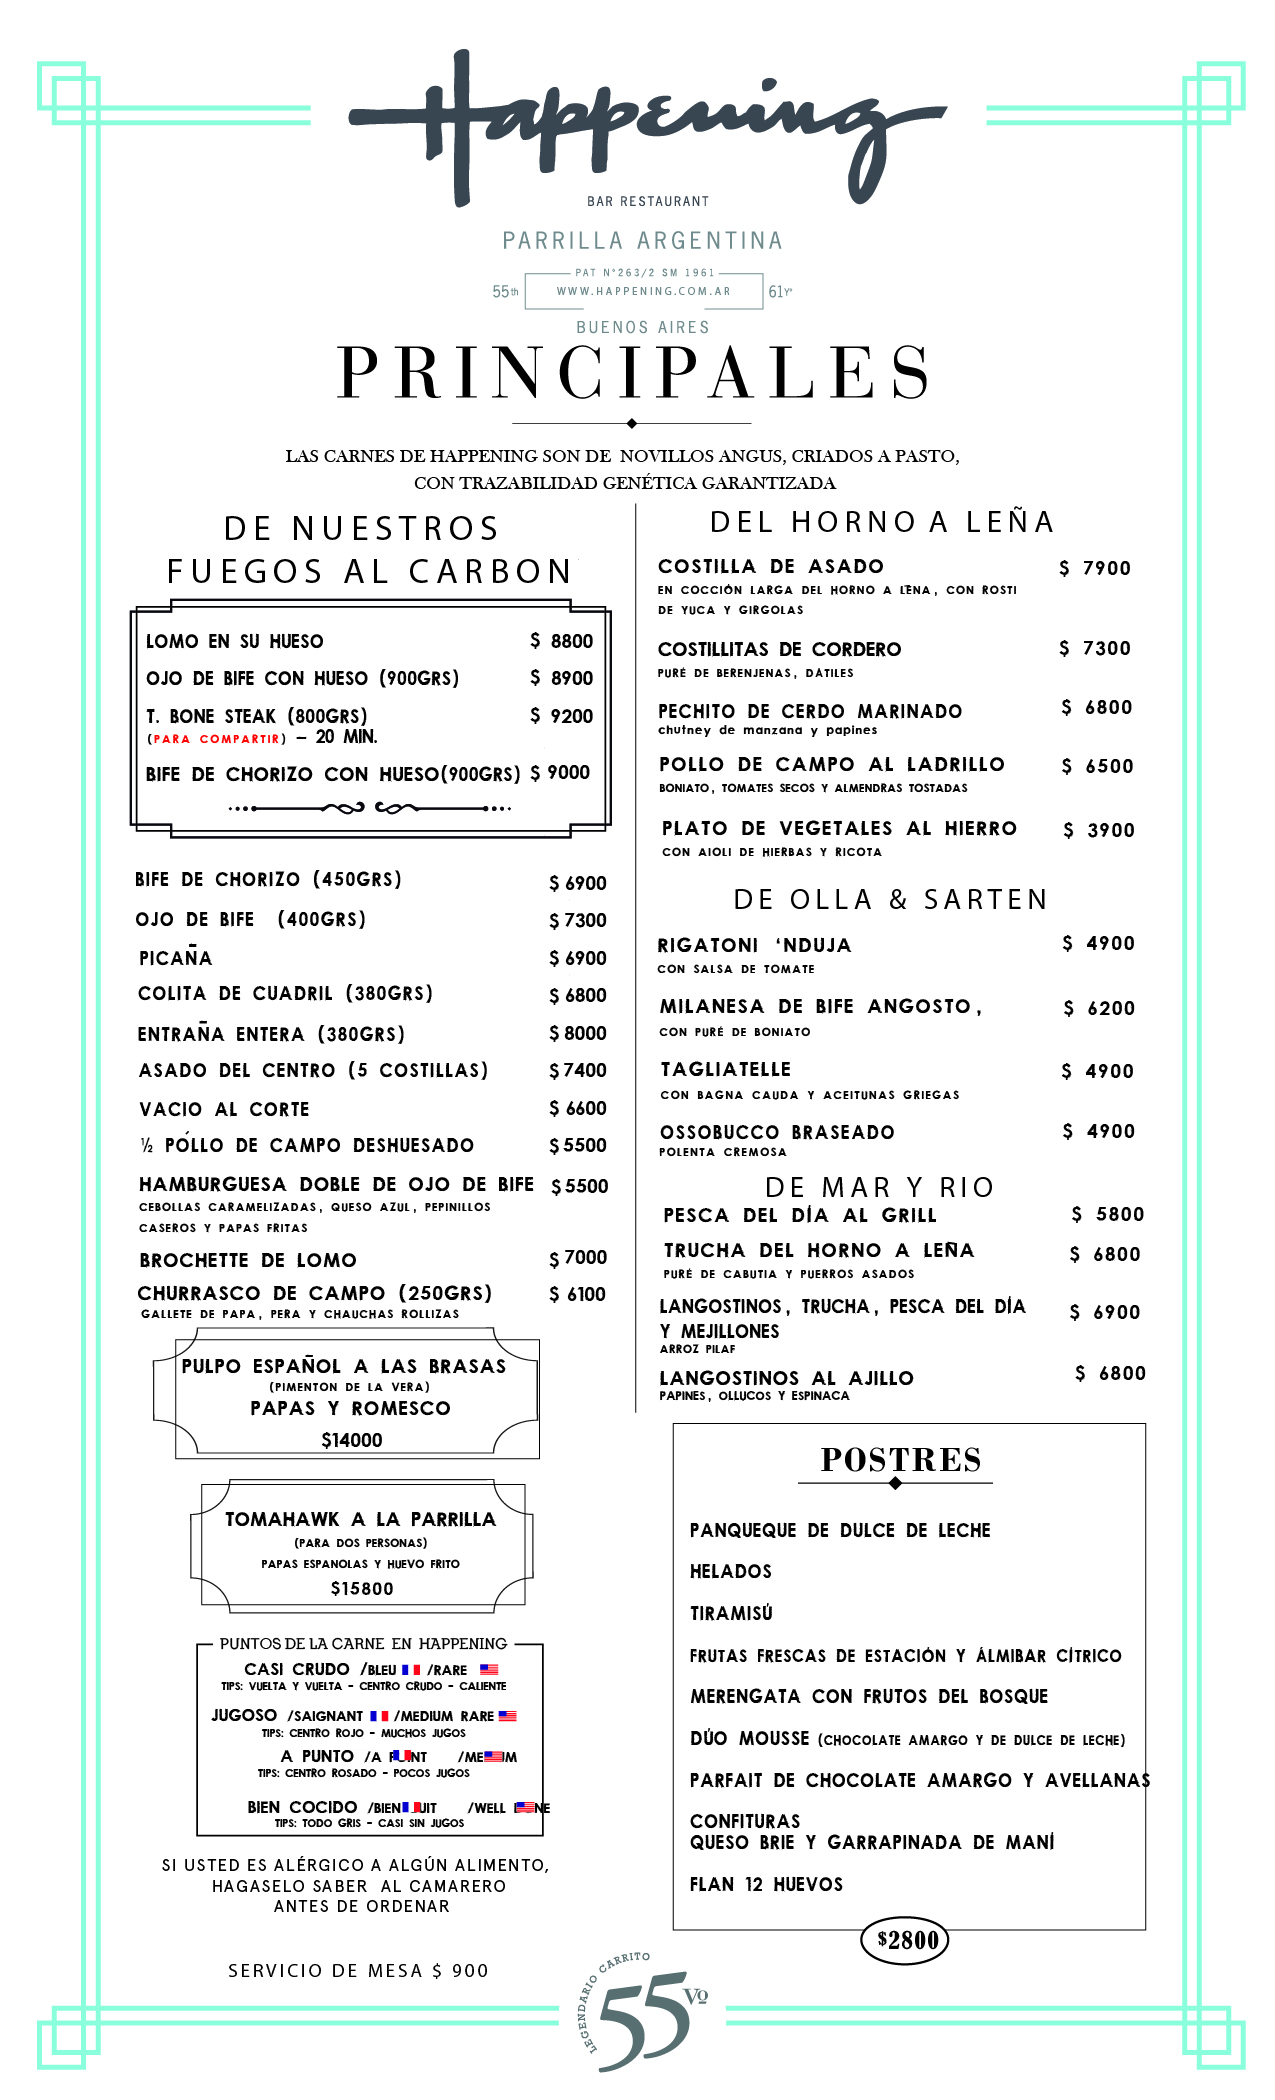 Happening
BAR RESTAURANT
PARRILLA ARGENTINA
PAT N°263/2 SM 1961
55th WWW.HAPPENING.COM.AR 61Yº
BUENOS AIRES
PRINCIPALES
LAS CARNES DE HAPPENING SON DE NOVILLOS ANGUS, CRIADOS A PASTO,
CON TRAZABILIDAD GENÉTICA GARANTIZADA
DE NUESTROS
FUEGOS AL CARBON
LOMO EN SU HUESO $ 8800
OJO DE BIFE CON HUESO (900GRS) $ 8900
T. BONE STEAK (800GRS) $ 9200
(PARA COMPARTIR) – 20 MIN.
BIFE DE CHORIZO CON HUESO(900GRS) $ 9000
BIFE DE CHORIZO (450GRS) $ 6900
OJO DE BIFE (400GRS) $ 7300
PICAÑA $ 6900
COLITA DE CUADRIL (380GRS) $ 6800
ENTRAÑA ENTERA (380GRS) $ 8000
ASADO DEL CENTRO (5 COSTILLAS) $ 7400
VACIO AL CORTE $ 6600
½ PÓLLO DE CAMPO DESHUESADO $ 5500
HAMBURGUESA DOBLE DE OJO DE BIFE $ 5500
CEBOLLAS CARAMELIZADAS, QUESO AZUL, PEPINILLOS
CASEROS Y PAPAS FRITAS
BROCHETTE DE LOMO $ 7000
CHURRASCO DE CAMPO (250GRS) $ 6100
GALLETE DE PAPA, PERA Y CHAUCHAS ROLLIZAS
PULPO ESPAÑOL A LAS BRASAS
(PIMENTON DE LA VERA)
PAPAS Y ROMESCO
$14000
TOMAHAWK A LA PARRILLA
(PARA DOS PERSONAS)
PAPAS ESPANOLAS Y HUEVO FRITO
$15800
PUNTOS DE LA CARNE EN HAPPENING
CASI CRUDO /BLEU /RARE
TIPS: VUELTA Y VUELTA - CENTRO CRUDO - CALIENTE
JUGOSO /SAIGNANT /MEDIUM RARE
TIPS: CENTRO ROJO - MUCHOS JUGOS
A PUNTO /A
TIPS: CENTRO ROSADO - POCOS JUGOS
BIEN COCIDO /BIEN /WELL
TIPS: TODO GRIS - CASI SIN JUGOS
SI USTED ES ALÉRGICO A ALGÚN ALIMENTO,
HAGASELO SABER AL CAMARERO
ANTES DE ORDENAR
SERVICIO DE MESA $ 900
DEL HORNO A LEÑA
COSTILLA DE ASADO $ 7900
EN COCCIÓN LARGA DEL HORNO A LEÑA, CON ROSTI
DE YUCA Y GIRGOLAS
COSTILLITAS DE CORDERO $ 7300
PURÉ DE BERENJENAS, DÁTILES
PECHITO DE CERDO MARINADO $ 6800
chutney de manzana y papines
POLLO DE CAMPO AL LADRILLO $ 6500
BONIATO, TOMATES SECOS Y ALMENDRAS TOSTADAS
PLATO DE VEGETALES AL HIERRO $ 3900
CON AIOLI DE HIERBAS Y RICOTA
DE OLLA & SARTEN
RIGATONI ‘NDUJA $ 4900
CON SALSA DE TOMATE
MILANESA DE BIFE ANGOSTO, $ 6200
CON PURÉ DE BONIATO
TAGLIATELLE $ 4900
CON BAGNA CAUDA Y ACEITUNAS GRIEGAS
OSSOBUCCO BRASEADO $ 4900
POLENTA CREMOSA
DE MAR Y RIO
PESCA DEL DÍA AL GRILL $ 5800
TRUCHA DEL HORNO A LEÑA $ 6800
PURÉ DE CABUTIA Y PUERROS ASADOS
LANGOSTINOS, TRUCHA, PESCA DEL DÍA $ 6900
Y MEJILLONES
ARROZ PILAF
LANGOSTINOS AL AJILLO $ 6800
PAPINES, OLLUCOS Y ESPINACA
POSTRES
PANQUEQUE DE DULCE DE LECHE
HELADOS
TIRAMISÚ
FRUTAS FRESCAS DE ESTACIÓN Y ÁLMIBAR CÍTRICO
MERENGATA CON FRUTOS DEL BOSQUE
DÚO MOUSSE (CHOCOLATE AMARGO Y DE DULCE DE LECHE)
PARFAIT DE CHOCOLATE AMARGO Y AVELLANAS
CONFITURAS
QUESO BRIE Y GARRAPINADA DE MANÍ
FLAN 12 HUEVOS
$2800
LEGENDARIO CARRITO
55 Vº